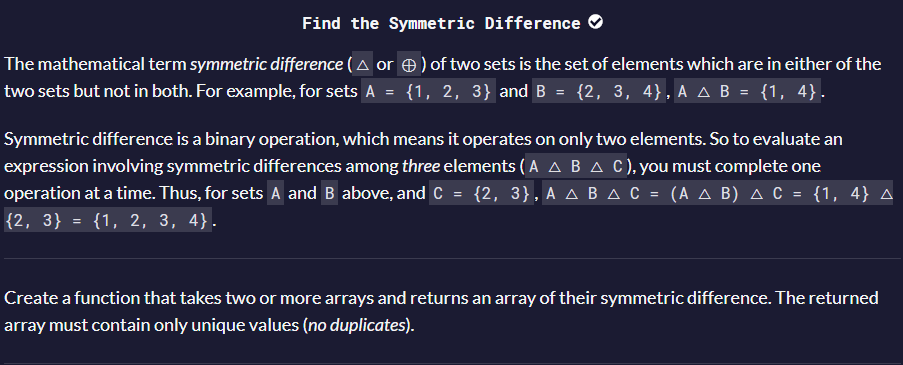 Find the Symmetric Difference
The mathematical term symmetric difference (△ or ⊕) of two sets is the set of elements which are in either of the
two sets but not in both. For example, for sets A = {1, 2, 3} and B = {2, 3, 4}, A △ B = {1, 4}.
Symmetric difference is a binary operation, which means it operates on only two elements. So to evaluate an
expression involving symmetric differences among three elements (A △ B △ C), you must complete one
operation at a time. Thus, for sets A and B above, and C = {2, 3}, A △ B △ C = (A △ B) △ C = {1, 4} △
{2, 3} = {1, 2, 3, 4}.
Create a function that takes two or more arrays and returns an array of their symmetric difference. The returned
array must contain only unique values (no duplicates).